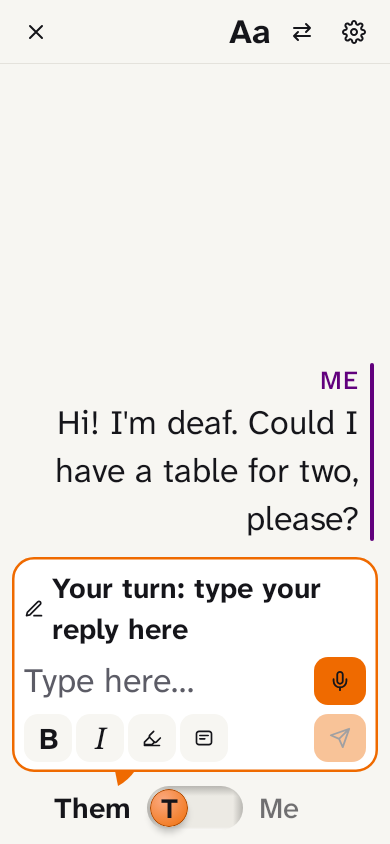 Aa
ME
Hi! I'm deaf. Could I
have a table for two,
please?
Your turn: type your
reply here
Type here...
B I
Them T Me